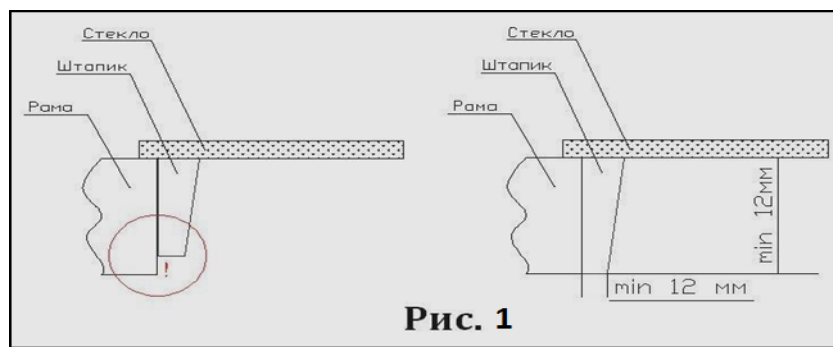 Стекло
Штапик
Рама
!
Стекло
Штапик
Рама
min 12мм
min 12 мм
Рис. 1